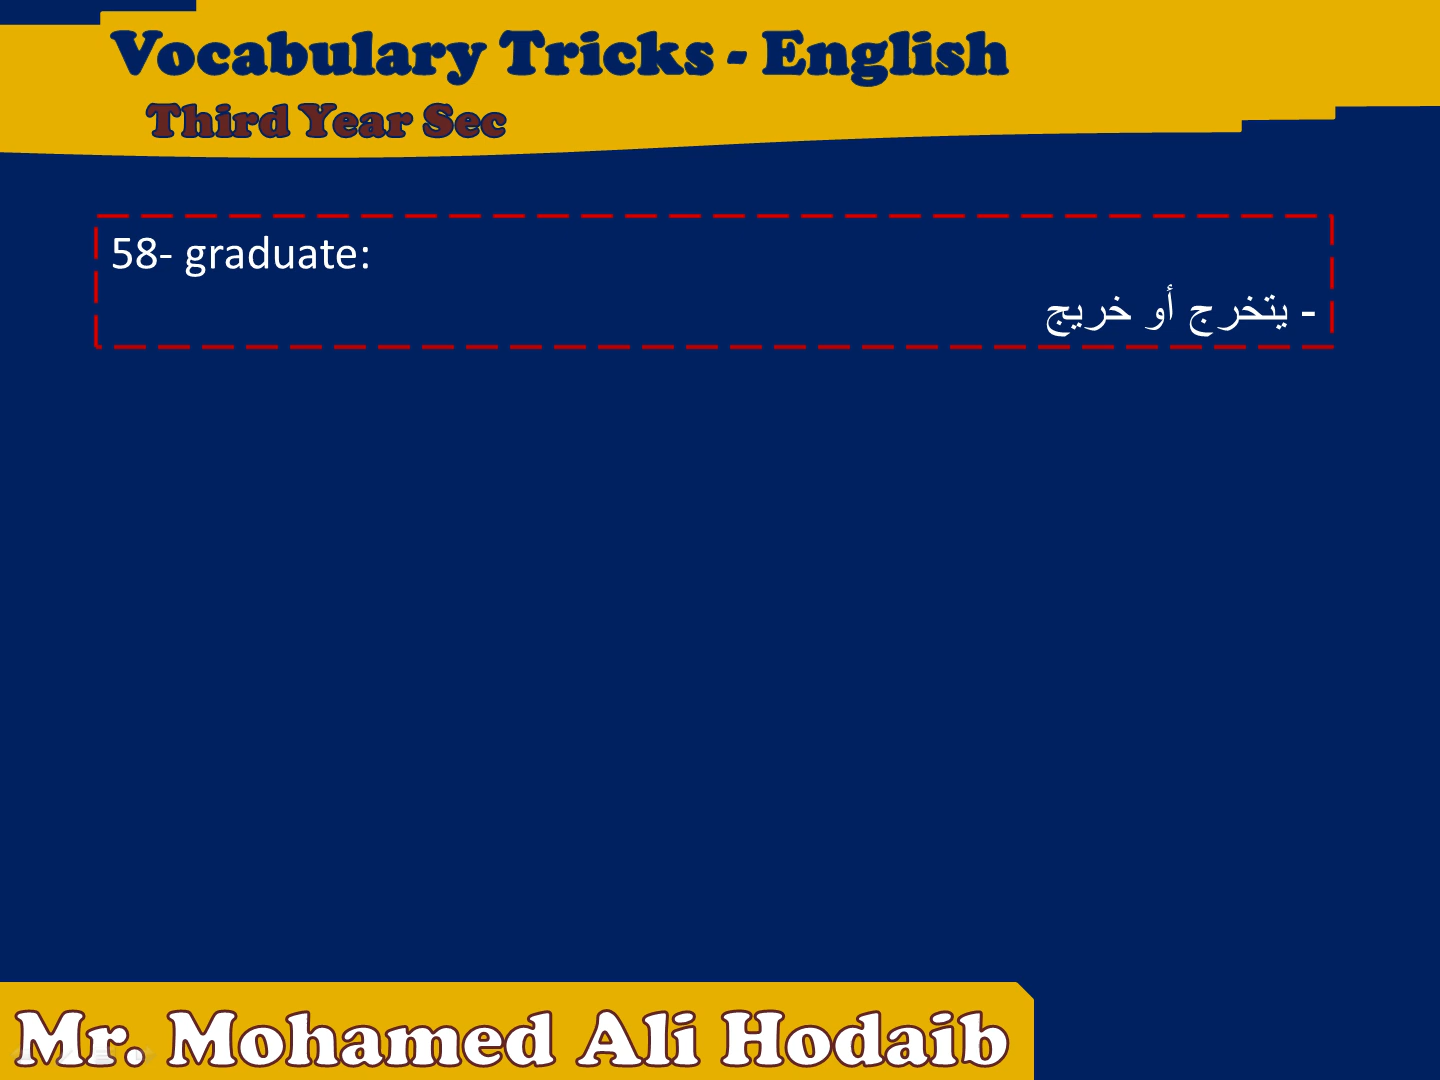 Vocabulary Tricks - English
Third Year Sec
58- graduate:
- يتخرج أو خريج
Mr. Mohamed Ali Hodaib